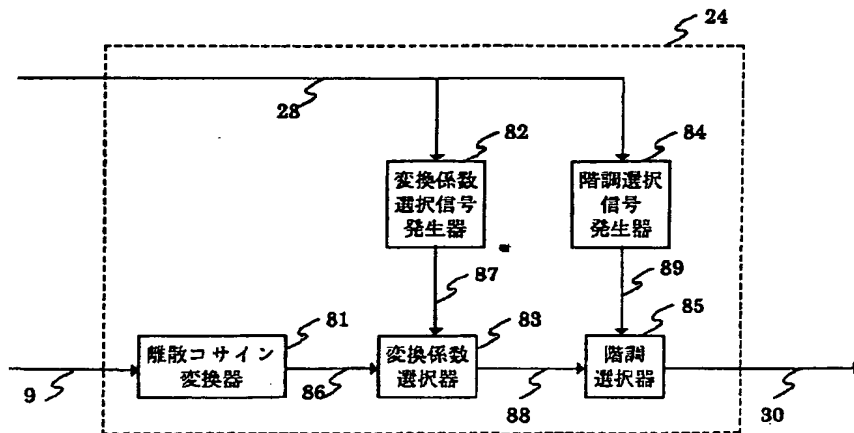 24
28
82
84
変換係数
選択信号
発生器
階調選択
信号
発生器
87
89
81
83
85
離散コサイン
変換器
変換係数
選択器
階調
選択器
9
86
88
30